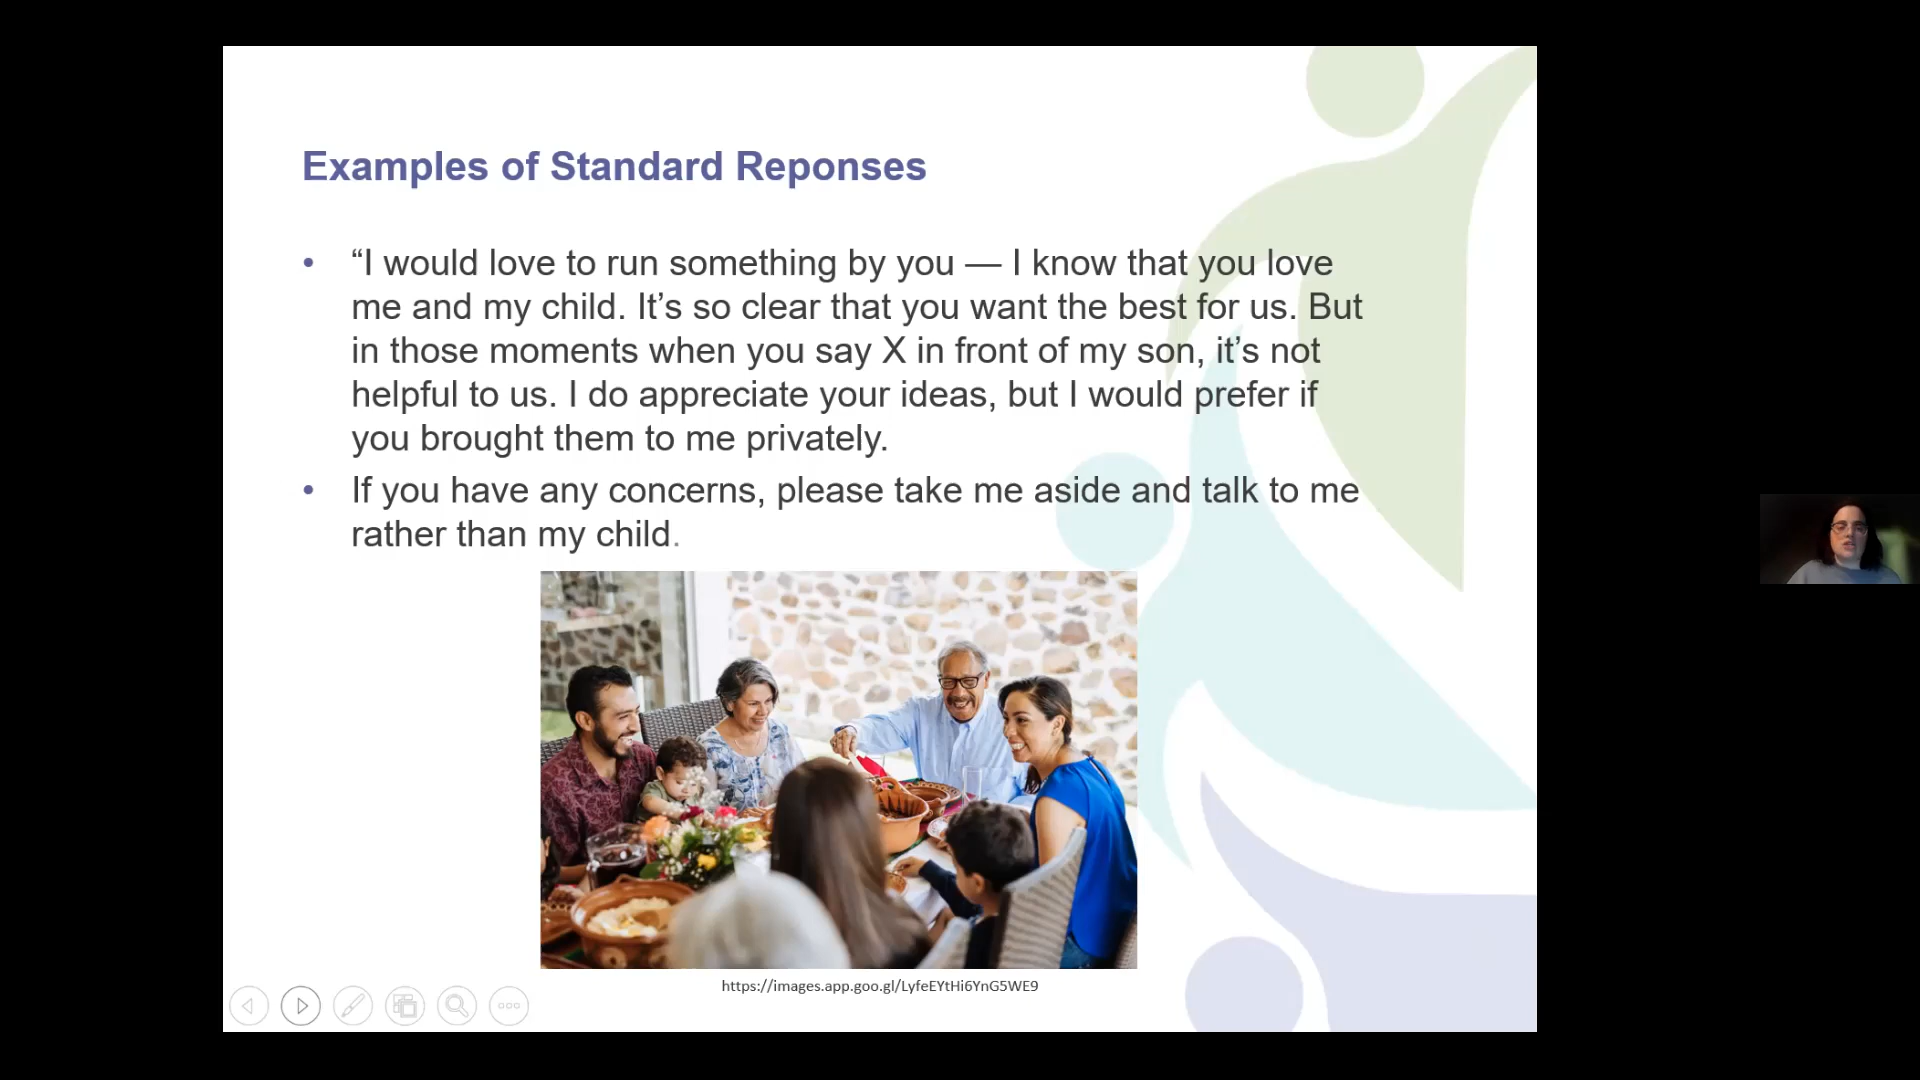 Examples of Standard Reponses
• “I would love to run something by you — I know that you love
me and my child. It’s so clear that you want the best for us. But
in those moments when you say X in front of my son, it’s not
helpful to us. I do appreciate your ideas, but I would prefer if
you brought them to me privately.
• If you have any concerns, please take me aside and talk to me
rather than my child.
https://images.app.goo.gl/LyfeEYtHi6YnG5WE9